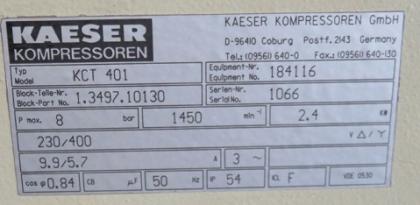 KAESER
KOMPRESSOREN
KAESER KOMPRESSOREN GmbH
D-96410 Coburg Postf. 2143 Germany
Tel.: (09561) 640-0 Fax: (09561) 640-130
Typ
Model KCT 401
Equipment-Nr.
Equipment No. 184116
Block-Teile-Nr.
Block-Part No. 1.3497.10130
Serien-Nr.
Serial No. 1066
P max. 8 bar 1450 min⁻¹ 2.4 kW
230/400 V Δ / Y
9.9/5.7 A 3 ~
cos φ 0.84 CB µF 50 Hz IP 54 ICL F VDE 0530